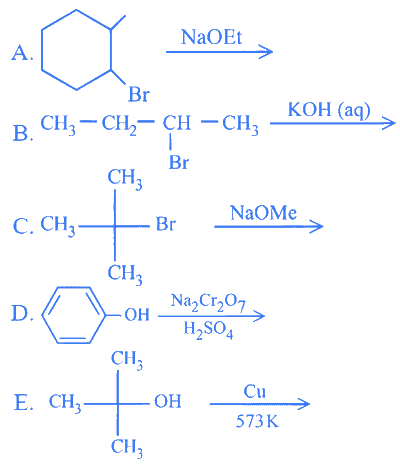 A. Br NaOEt
B. CH₃ — CH₂ — CH — CH₃ KOH (aq)
Br
CH₃
C. CH₃ Br NaOMe
CH₃
D. OH Na₂Cr₂O₇
H₂SO₄
CH₃
E. CH₃ OH Cu
573K
CH₃